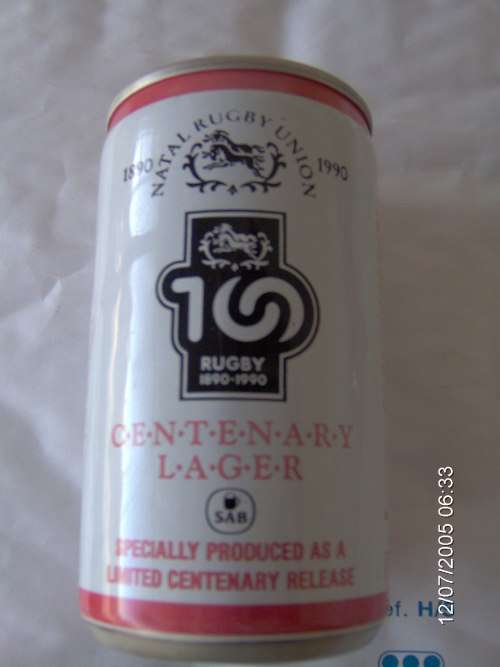 NATAL RUGBY UNION
1890 1990
100
RUGBY
1890-1990
C·E·N·T·E·N·A·R·Y
L·A·G·E·R
SAB
SPECIALLY PRODUCED AS A
LIMITED CENTENARY RELEASE
12/07/2005 06:33